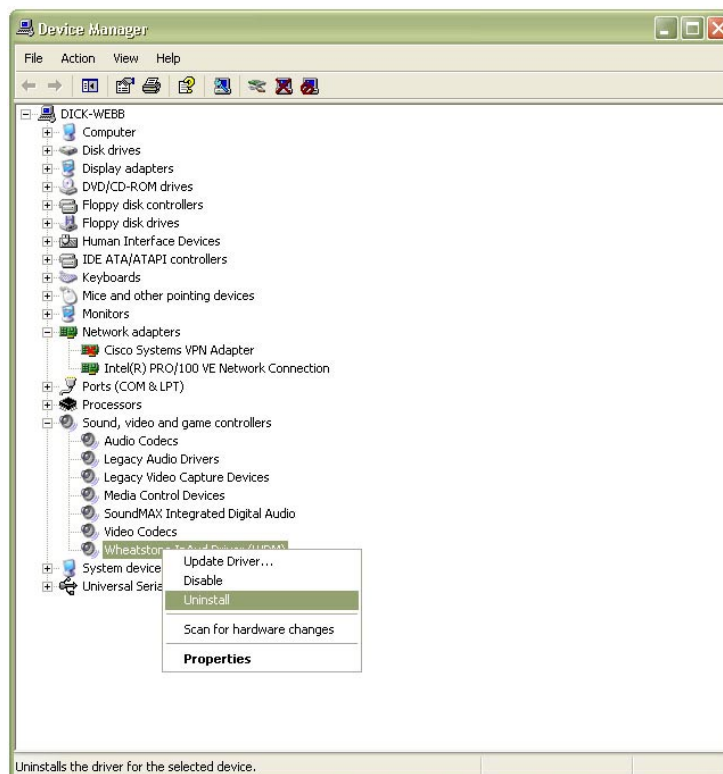 Device Manager
File Action View Help
DICK-WEBB
Computer
Disk drives
Display adapters
DVD/CD-ROM drives
Floppy disk controllers
Floppy disk drives
Human Interface Devices
IDE ATA/ATAPI controllers
Keyboards
Mice and other pointing devices
Monitors
Network adapters
Cisco Systems VPN Adapter
Intel(R) PRO/100 VE Network Connection
Ports (COM & LPT)
Processors
Sound, video and game controllers
Audio Codecs
Legacy Audio Drivers
Legacy Video Capture Devices
Media Control Devices
SoundMAX Integrated Digital Audio
Video Codecs
Wheatstone IpAud Driver (WDM)
System device
Universal Seria
Update Driver...
Disable
Uninstall
Scan for hardware changes
Properties
Uninstalls the driver for the selected device.